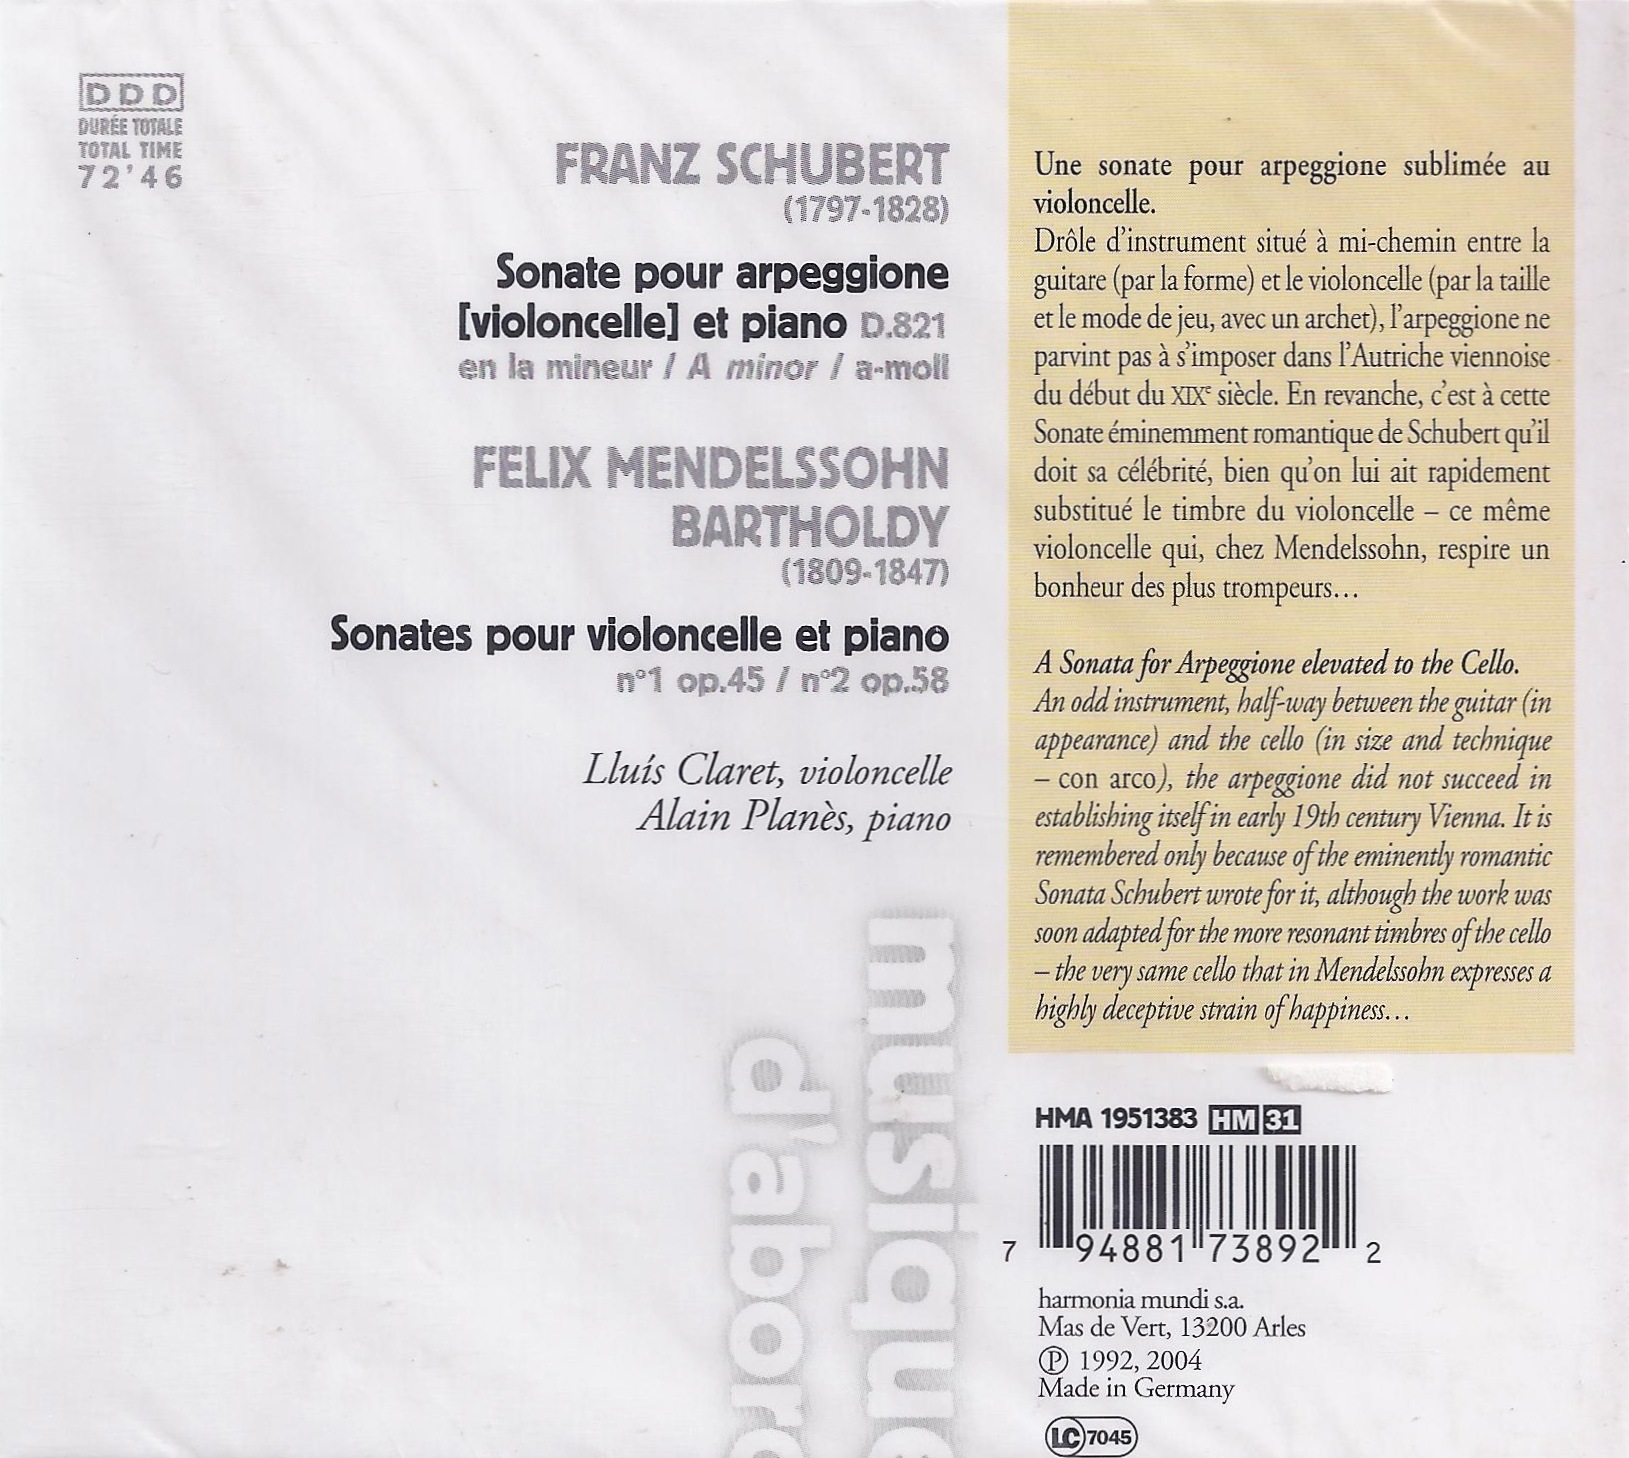 DDD
DURÉE TOTALE
TOTAL TIME
72'46
FRANZ SCHUBERT
(1797-1828)
Sonate pour arpeggione
[violoncelle] et piano D.821
en la mineur / A minor / a-moll
FELIX MENDELSSOHN
BARTHOLDY
(1809-1847)
Sonates pour violoncelle et piano
n°1 op.45 / n°2 op.58
Lluís Claret, violoncelle
Alain Planès, piano
musique
d'abord
Une sonate pour arpeggione sublimée au
violoncelle.
Drôle d'instrument situé à mi-chemin entre la
guitare (par la forme) et le violoncelle (par la taille
et le mode de jeu, avec un archet), l'arpeggione ne
parvint pas à s'imposer dans l'Autriche viennoise
du début du XIXe siècle. En revanche, c'est à cette
Sonate éminemment romantique de Schubert qu'il
doit sa célébrité, bien qu'on lui ait rapidement
substitué le timbre du violoncelle – ce même
violoncelle qui, chez Mendelssohn, respire un
bonheur des plus trompeurs…
A Sonata for Arpeggione elevated to the Cello.
An odd instrument, half-way between the guitar (in
appearance) and the cello (in size and technique
– con arco), the arpeggione did not succeed in
establishing itself in early 19th century Vienna. It is
remembered only because of the eminently romantic
Sonata Schubert wrote for it, although the work was
soon adapted for the more resonant timbres of the cello
– the very same cello that in Mendelssohn expresses a
highly deceptive strain of happiness…
HMA 1951383 HM 31
7 94881 73892 2
harmonia mundi s.a.
Mas de Vert, 13200 Arles
℗ 1992, 2004
Made in Germany
LC 7045